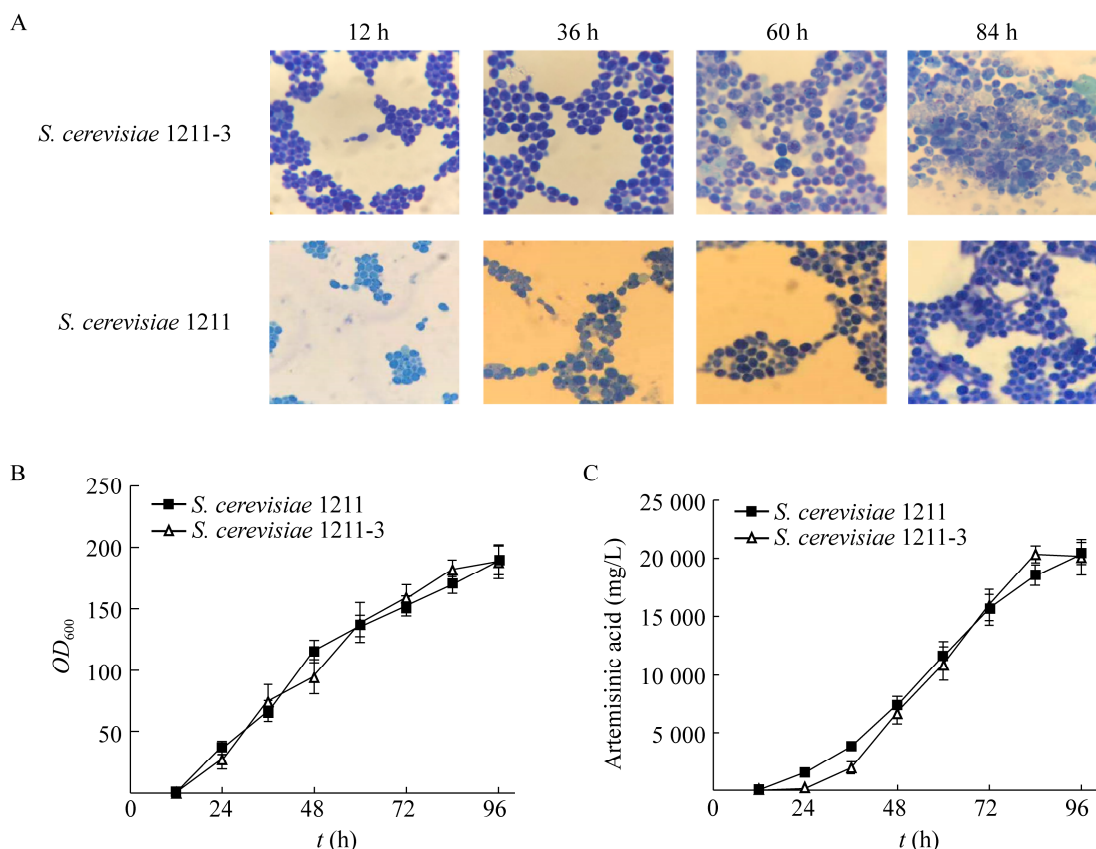 A
12 h 36 h 60 h 84 h
S. cerevisiae 1211-3
S. cerevisiae 1211
B
250
200
150
100
50
0 24 48 72 96
OD600
t (h)
S. cerevisiae 1211
S. cerevisiae 1211-3
C
25 000
20 000
15 000
10 000
5 000
0 24 48 72 96
Artemisinic acid (mg/L)
t (h)
S. cerevisiae 1211
S. cerevisiae 1211-3